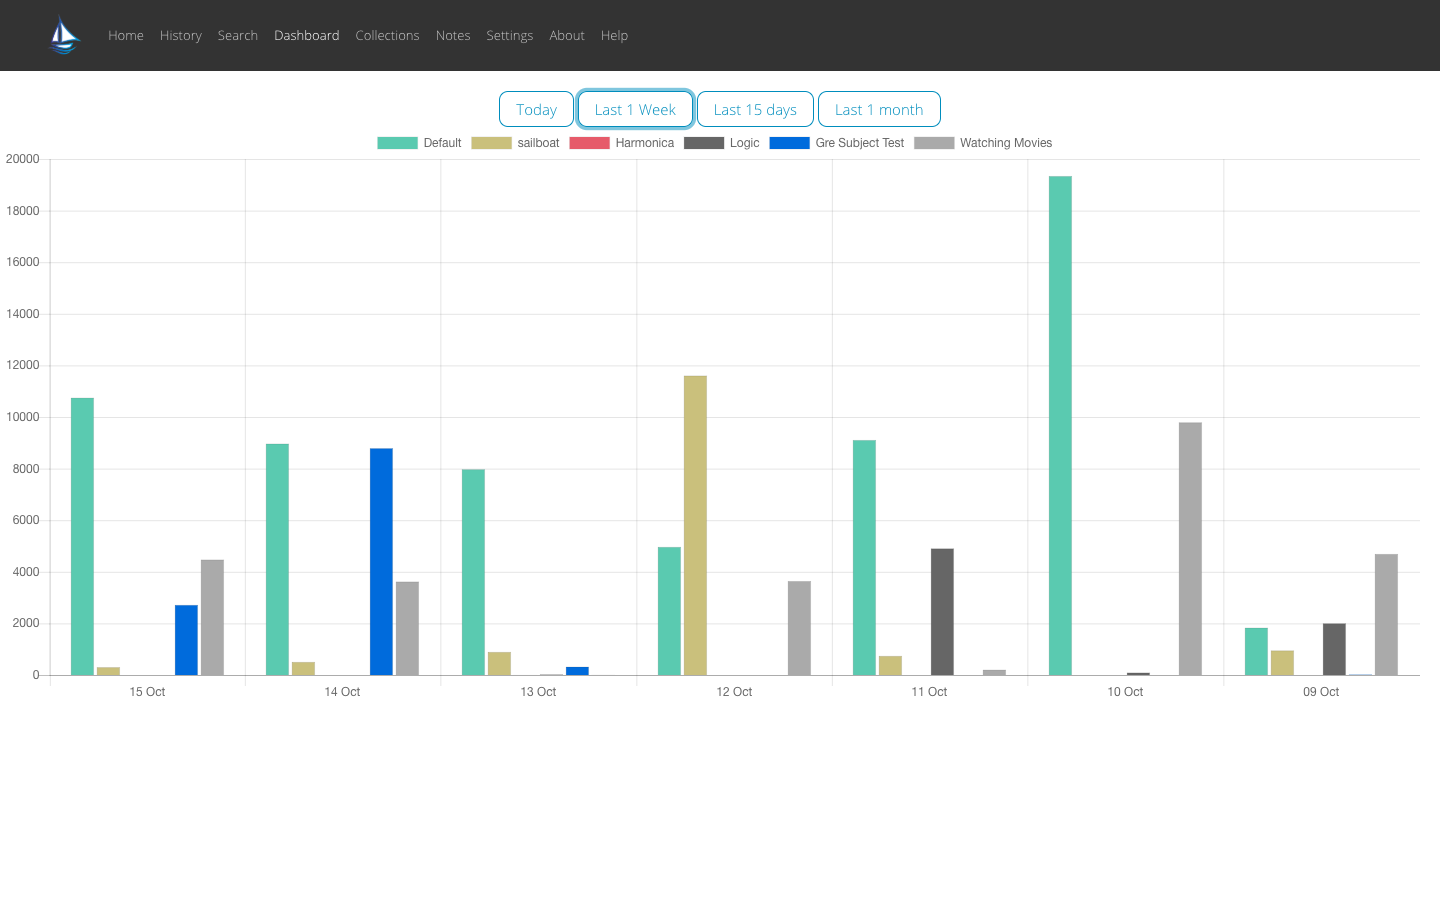 Home History Search Dashboard Collections Notes Settings About Help
Today Last 1 Week Last 15 days Last 1 month
Default sailboat Harmonica Logic Gre Subject Test Watching Movies
20000
18000
16000
14000
12000
10000
8000
6000
4000
2000
0
15 Oct 14 Oct 13 Oct 12 Oct 11 Oct 10 Oct 09 Oct